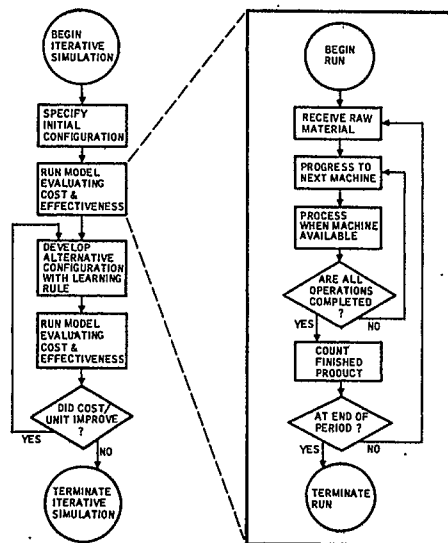 BEGIN
ITERATIVE
SIMULATION
SPECIFY
INITIAL
CONFIGURATION
RUN MODEL
EVALUATING
COST &
EFFECTIVENESS
DEVELOP
ALTERNATIVE
CONFIGURATION
WITH LEARNING
RULE
RUN MODEL
EVALUATING
COST &
EFFECTIVENESS
DID COST/
UNIT IMPROVE
?
YES
NO
TERMINATE
ITERATIVE
SIMULATION
BEGIN
RUN
RECEIVE RAW
MATERIAL
PROGRESS TO
NEXT MACHINE
PROCESS
WHEN MACHINE
AVAILABLE
ARE ALL
OPERATIONS
COMPLETED
?
YES
NO
COUNT
FINISHED
PRODUCT
AT END OF
PERIOD ?
YES
NO
TERMINATE
RUN